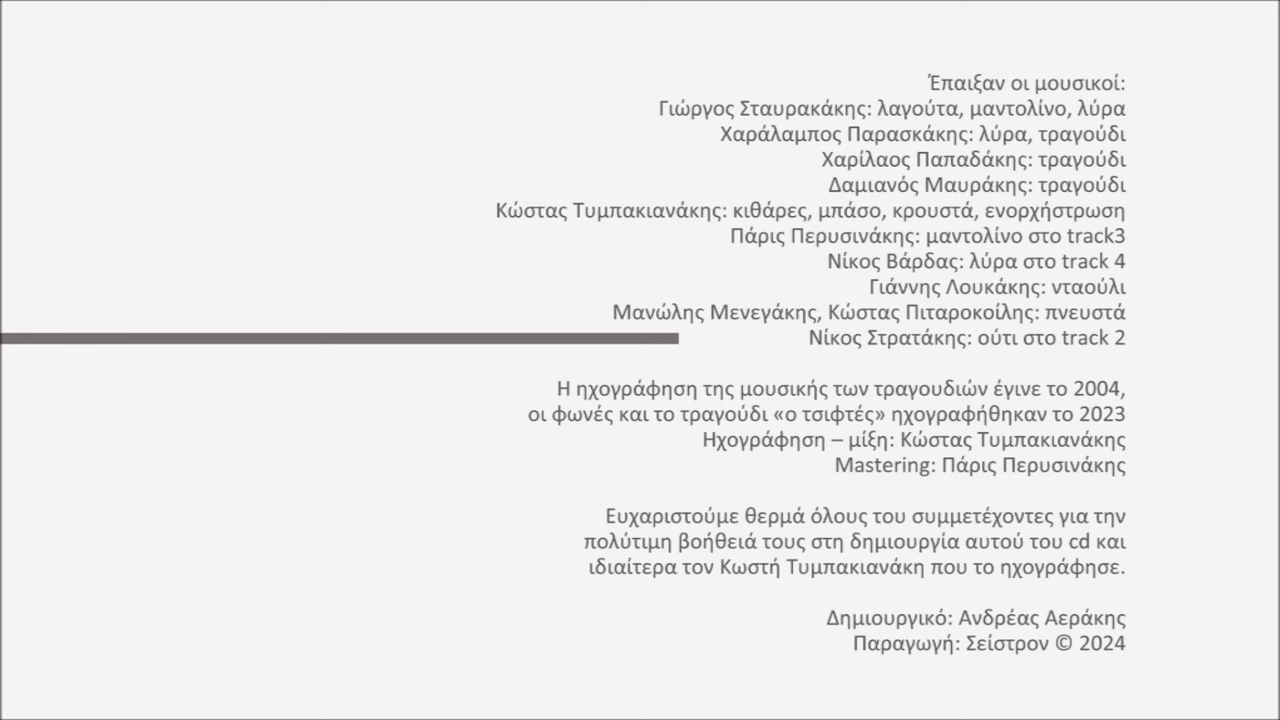 Έπαιξαν οι μουσικοί:
Γιώργος Σταυρακάκης: λαγούτα, μαντολίνο, λύρα
Χαράλαμπος Παρασκάκης: λύρα, τραγούδι
Χαρίλαος Παπαδάκης: τραγούδι
Δαμιανός Μαυράκης: τραγούδι
Κώστας Τυμπακιανάκης: κιθάρες, μπάσο, κρουστά, ενορχήστρωση
Πάρις Περυσινάκης: μαντολίνο στο track3
Νίκος Βάρδας: λύρα στο track 4
Γιάννης Λουκάκης: νταούλι
Μανώλης Μενεγάκης, Κώστας Πιταροκοίλης: πνευστά
Νίκος Στρατάκης: ούτι στο track 2
Η ηχογράφηση της μουσικής των τραγουδιών έγινε το 2004,
οι φωνές και το τραγούδι «ο τσιφτές» ηχογραφήθηκαν το 2023
Ηχογράφηση – μίξη: Κώστας Τυμπακιανάκης
Mastering: Πάρις Περυσινάκης
Ευχαριστούμε θερμά όλους του συμμετέχοντες για την
πολύτιμη βοήθειά τους στη δημιουργία αυτού του cd και
ιδιαίτερα τον Κωστή Τυμπακιανάκη που το ηχογράφησε.
Δημιουργικό: Ανδρέας Αεράκης
Παραγωγή: Σείστρον © 2024